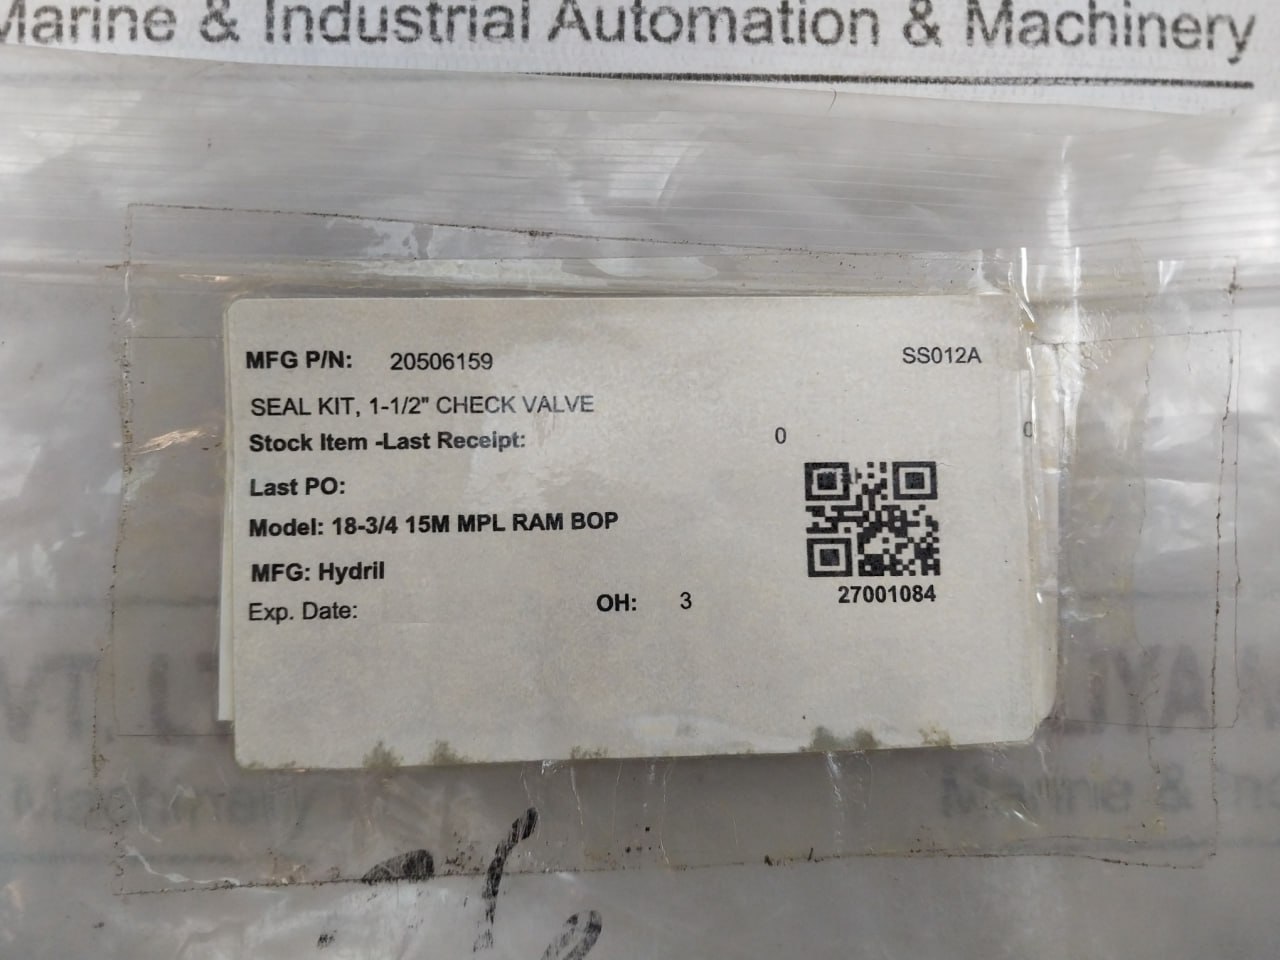 Marine & Industrial Automation & Machinery
MFG P/N: 20506159 SS012A
SEAL KIT, 1-1/2" CHECK VALVE
Stock Item -Last Receipt: 0 0
Last PO:
Model: 18-3/4 15M MPL RAM BOP
MFG: Hydril
Exp. Date: OH: 3
27001084
Marine &